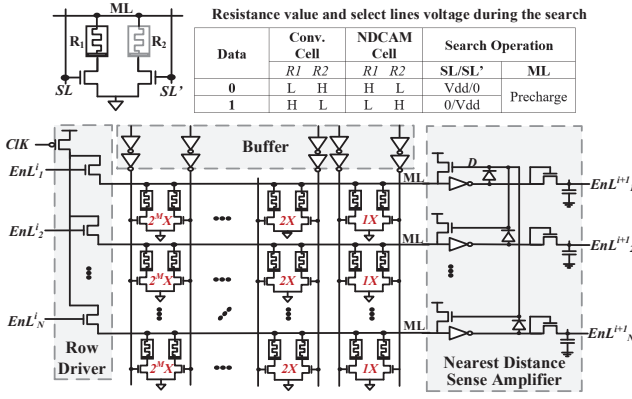 ML
R1
R2
SL
SL'
Resistance value and select lines voltage during the search
Data
Conv. Cell
NDCAM Cell
Search Operation
R1 R2
R1 R2
SL/SL'
ML
0
L
H
H
L
Vdd/0
Precharge
1
H
L
L
H
0/Vdd
ClK
Buffer
D
EnL^i_1
ML
EnL^{i+1}_1
2^MX
•••
2X
1X
EnL^i_2
ML
EnL^{i+1}_2
2^MX
•••
2X
1X
EnL^i_N
ML
EnL^{i+1}_N
Row
Driver
2^MX
•••
2X
1X
Nearest Distance
Sense Amplifier